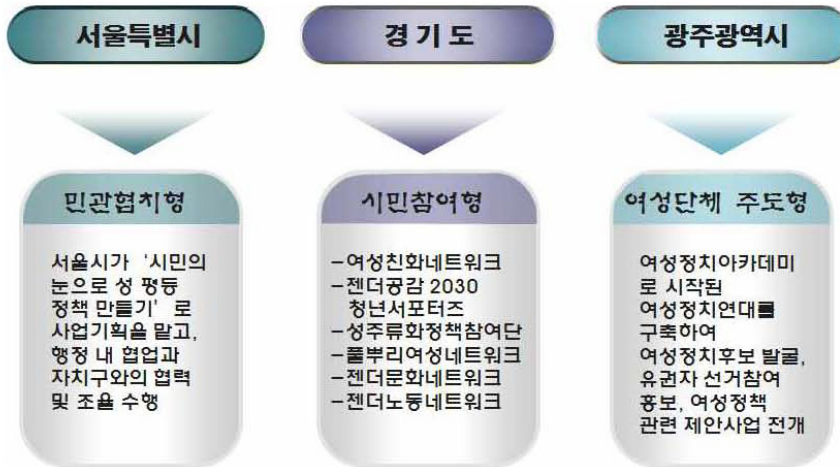 서울특별시
민관협치형
서울시가 '시민의
눈으로 성 평등
정책 만들기' 로
사업기획을 맡고,
행정 내 협업과
자치구와의 협력
및 조율 수행
경 기 도
시민참여형
-여성친화네트워크
-젠더공감 2030
청년서포터즈
-성주류화정책참여단
-풀뿌리여성네트워크
-젠더문화네트워크
-젠더노동네트워크
광주광역시
여성단체 주도형
여성정치아카데미
로 시작된
여성정치연대를
구축하여
여성정치후보 발굴,
유권자 선거참여
홍보, 여성정책
관련 제안사업 전개